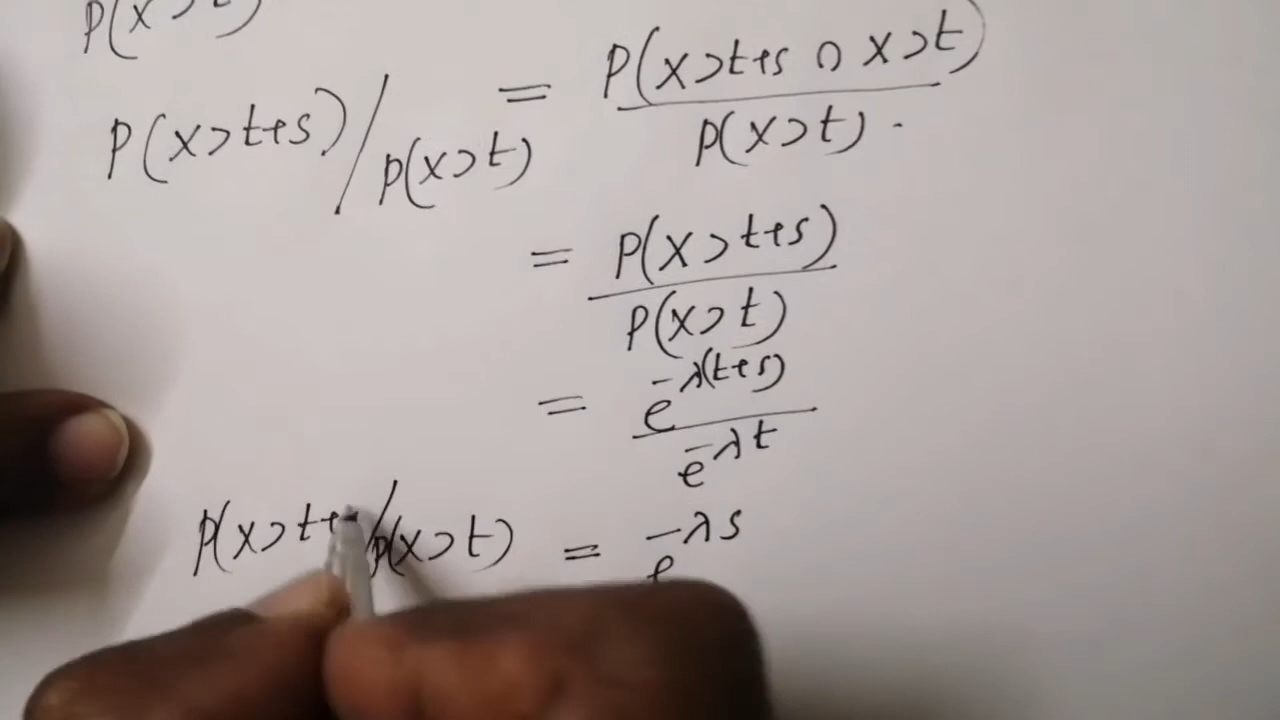 P(X>t)
P(X>t+s)/P(X>t) = P(X>t+s ∩ X>t)
P(X>t) .
= P(X>t+s)
P(X>t)
= e^-λ(t+s)
e^-λt
P(X>t+ /P(X>t) = e^-λs